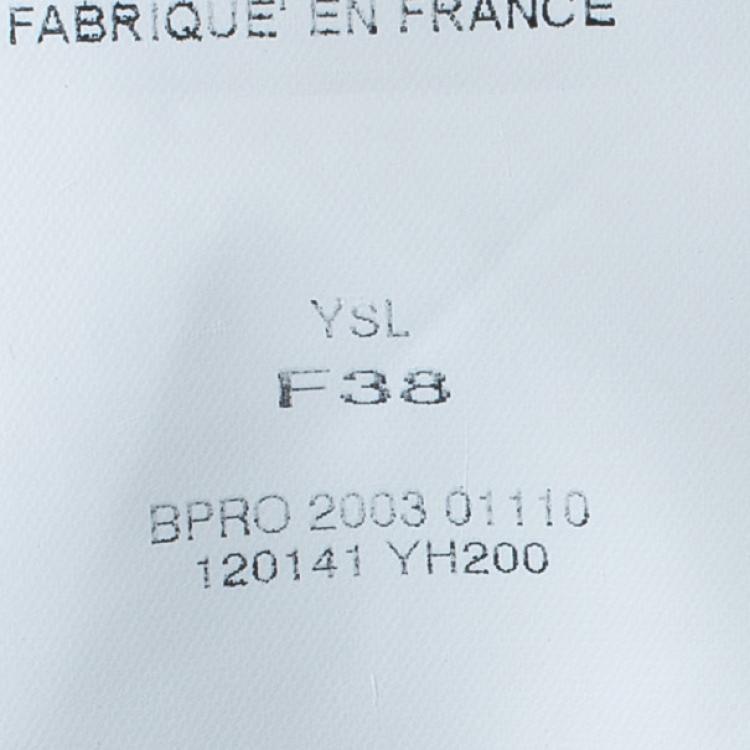 FABRIQUE' EN FRANCE
YSL
F38
BPRO 2003 01110
120141 YH200